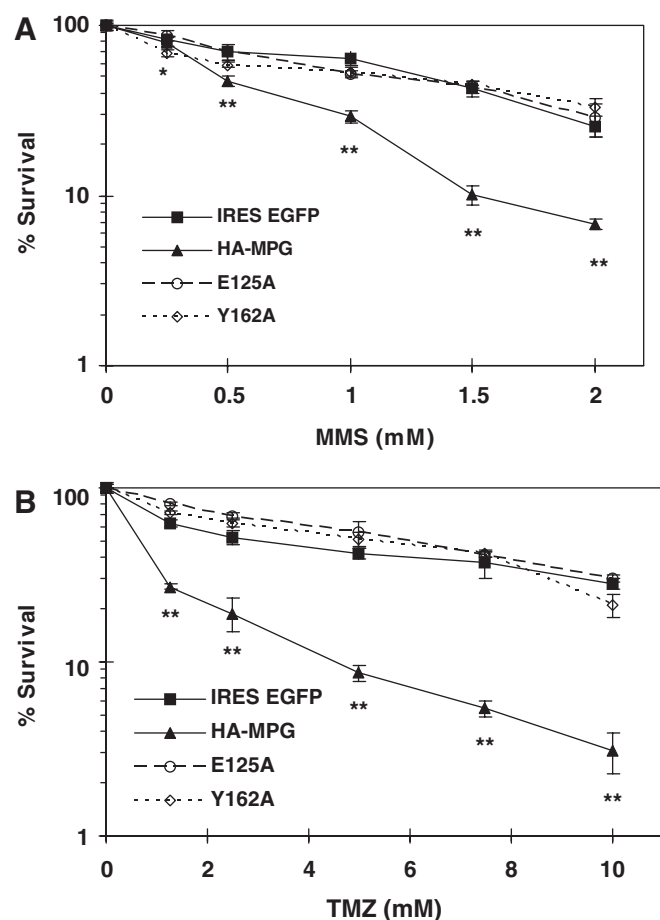 A
100
10
1
% Survival
*
**
**
**
**
IRES EGFP
HA-MPG
E125A
Y162A
0
0.5
1
1.5
2
MMS (mM)
B
100
10
1
% Survival
**
**
**
**
**
IRES EGFP
HA-MPG
E125A
Y162A
0
2
4
6
8
10
TMZ (mM)